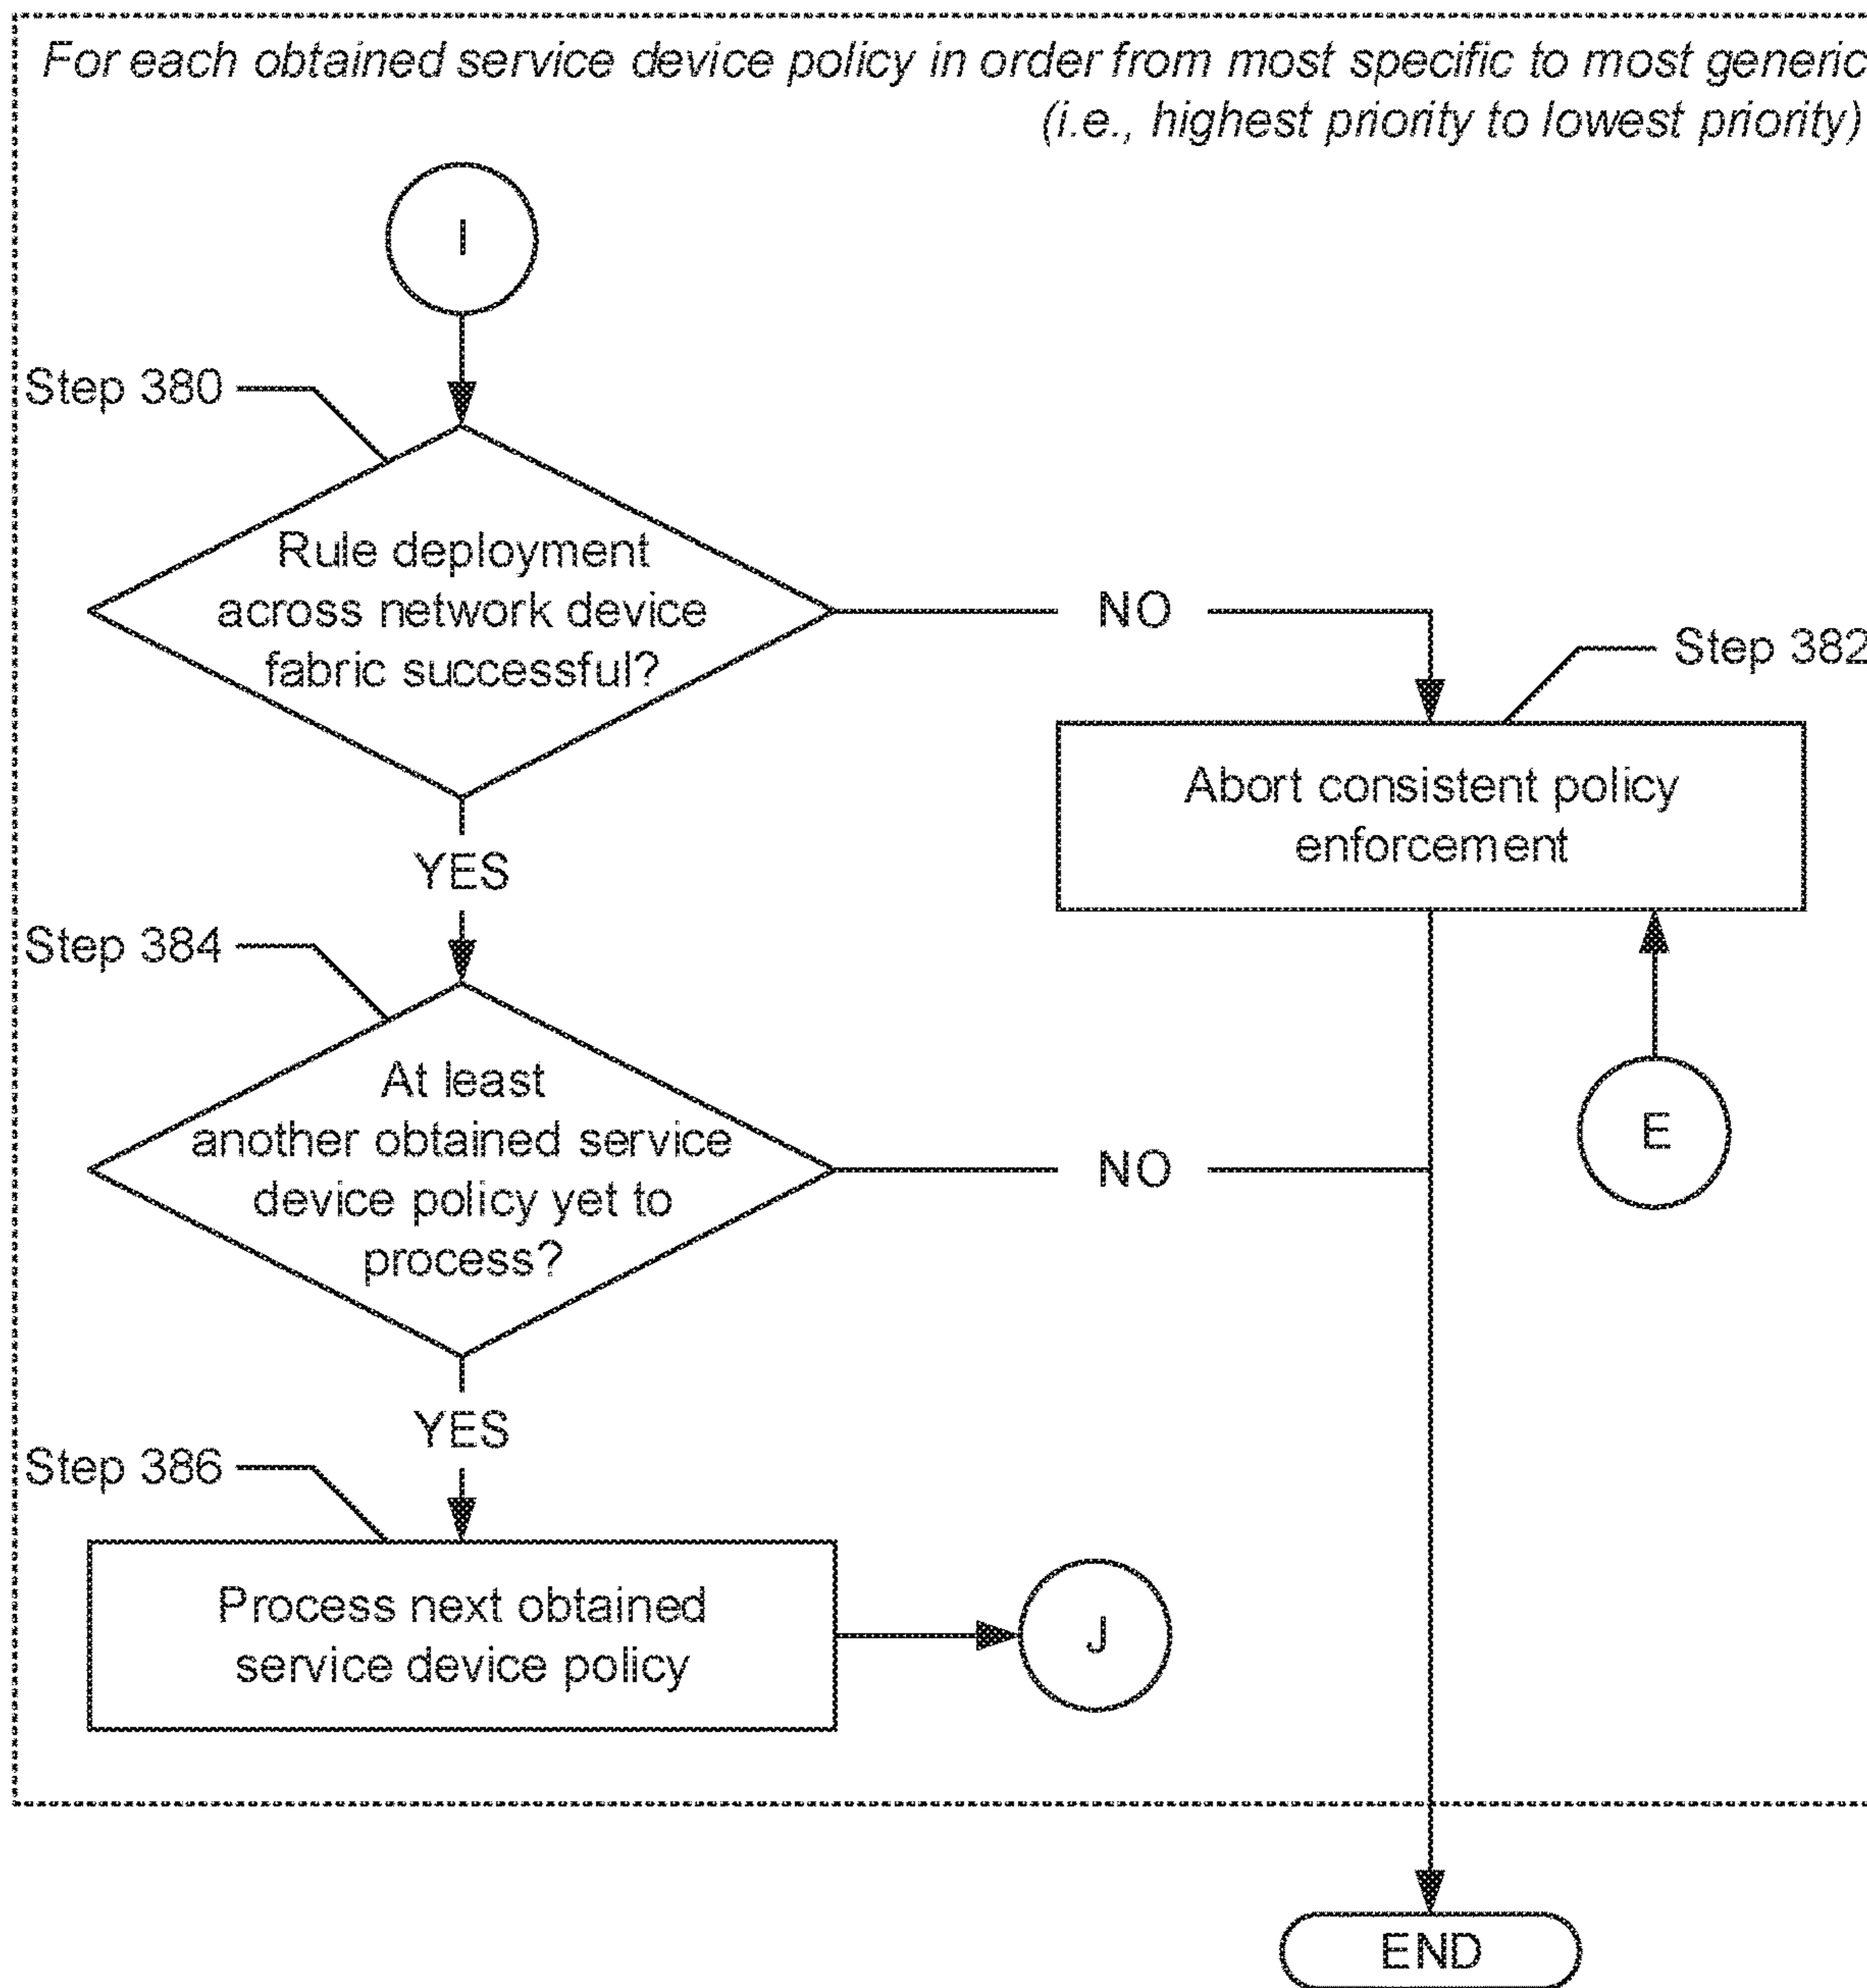 For each obtained service device policy in order from most specific to most generic
(i.e., highest priority to lowest priority)
I
Step 380
Rule deployment
across network device
fabric successful?
NO
Step 382
Abort consistent policy
enforcement
YES
Step 384
At least
another obtained service
device policy yet to
process?
NO
E
YES
Step 386
Process next obtained
service device policy
J
END